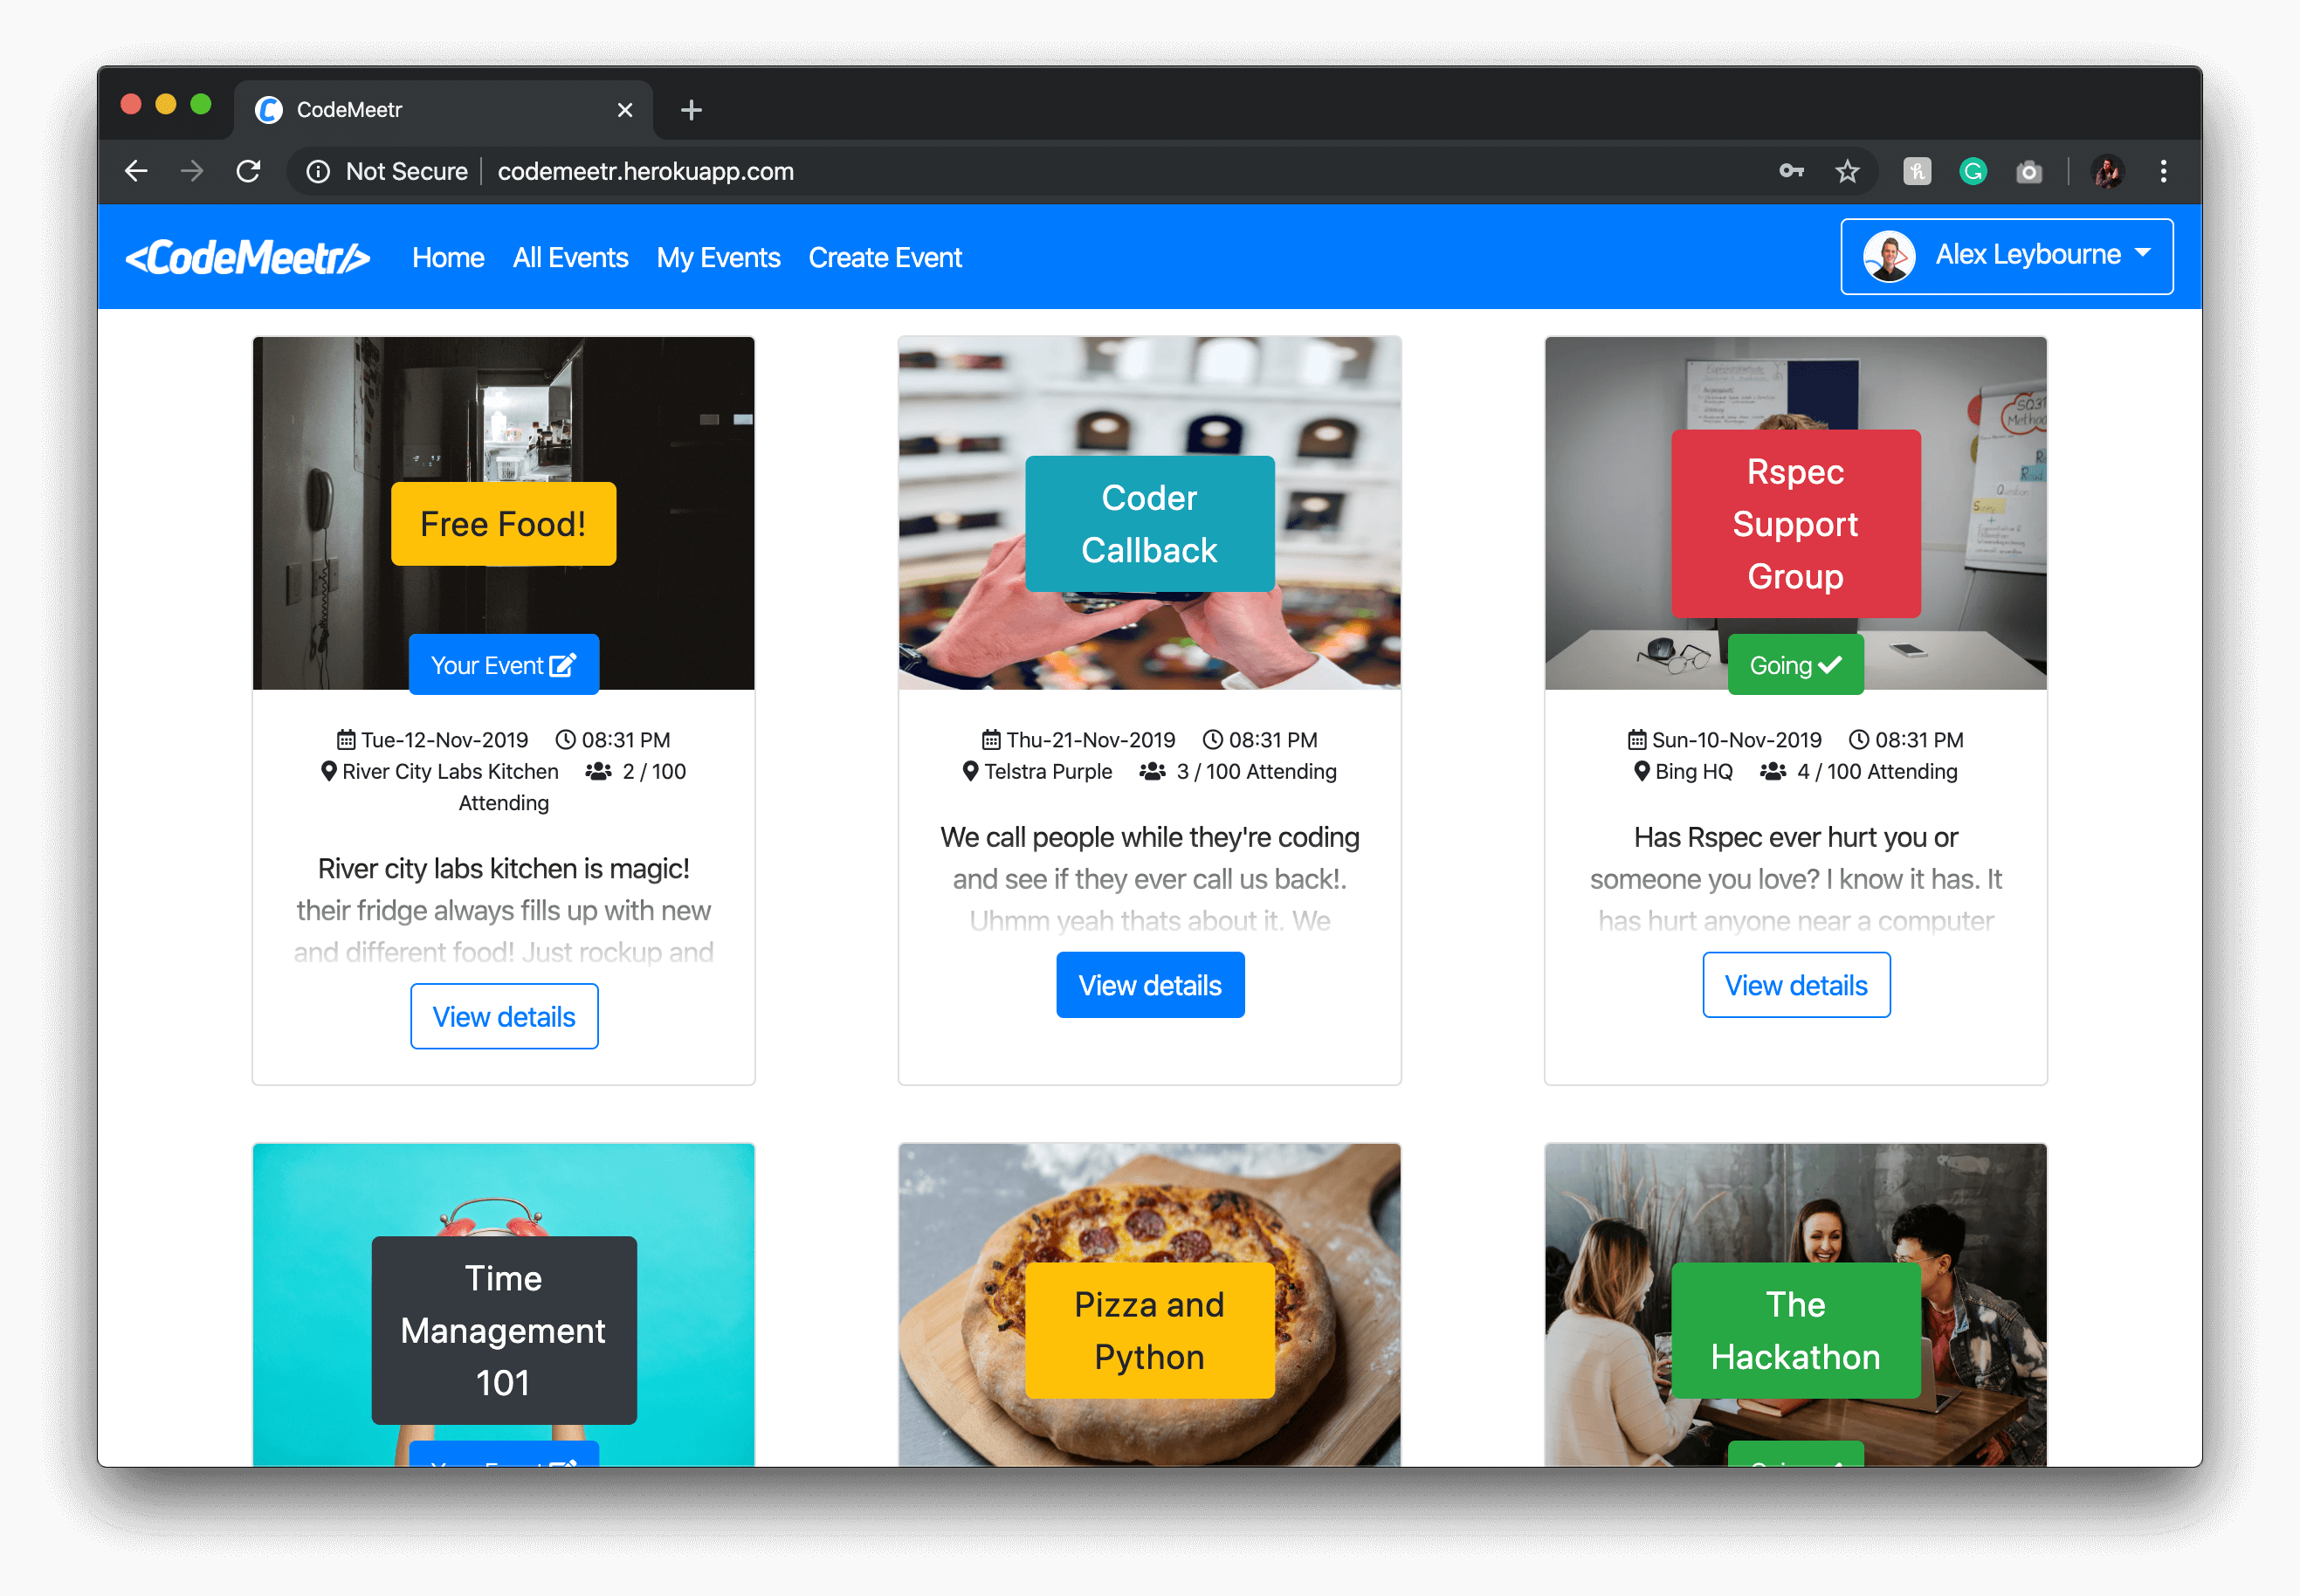 CodeMeetr
Not Secure codemeetr.herokuapp.com
<CodeMeetr/> Home All Events My Events Create Event Alex Leybourne
Free Food!
Your Event
Tue-12-Nov-2019 08:31 PM
River City Labs Kitchen 2 / 100
Attending
River city labs kitchen is magic!
their fridge always fills up with new
and different food! Just rockup and
View details
Coder
Callback
Thu-21-Nov-2019 08:31 PM
Telstra Purple 3 / 100 Attending
We call people while they're coding
and see if they ever call us back!.
Uhmm yeah thats about it. We
View details
SQ3R
Rspec
Support
Group
Going
Sun-10-Nov-2019 08:31 PM
Bing HQ 4 / 100 Attending
Has Rspec ever hurt you or
someone you love? I know it has. It
has hurt anyone near a computer
View details
Time
Management
101
Your Event
Pizza and
Python
The
Hackathon
Going